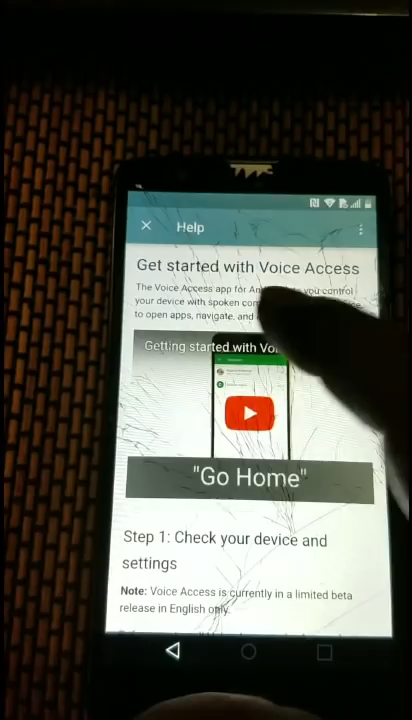 Help
Get started with Voice Access
The Voice Access app for you control
your device with spoken
to open apps, navigate, and
Getting started with
"Go Home"
Step 1: Check your device and
settings
Note: Voice Access is currently in a limited beta
release in English only.